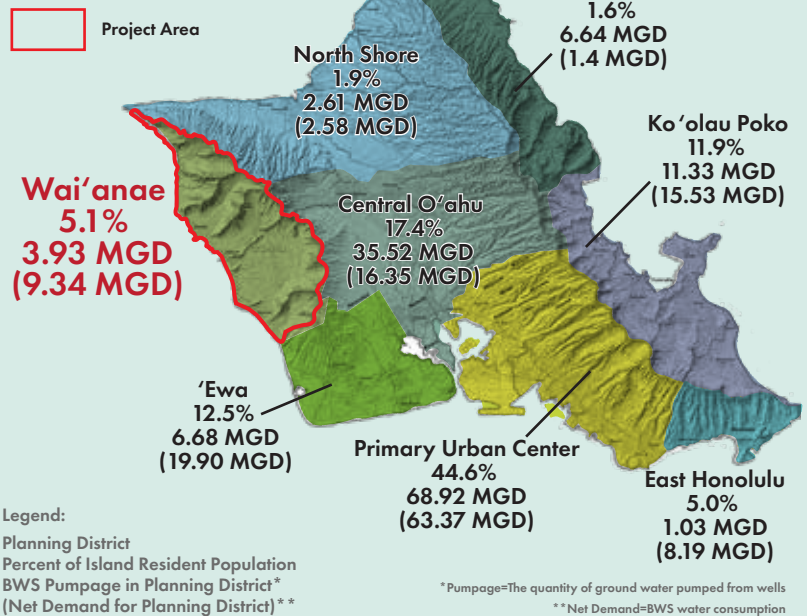 Project Area
1.6%
6.64 MGD
(1.4 MGD)
North Shore
1.9%
2.61 MGD
(2.58 MGD)
Ko‘olau Poko
11.9%
11.33 MGD
(15.53 MGD)
Wai‘anae
5.1%
3.93 MGD
(9.34 MGD)
Central O‘ahu
17.4%
35.52 MGD
(16.35 MGD)
‘Ewa
12.5%
6.68 MGD
(19.90 MGD)
Primary Urban Center
44.6%
68.92 MGD
(63.37 MGD)
East Honolulu
5.0%
1.03 MGD
(8.19 MGD)
Legend:
Planning District
Percent of Island Resident Population
BWS Pumpage in Planning District*
(Net Demand for Planning District)**
*Pumpage=The quantity of ground water pumped from wells
**Net Demand=BWS water consumption